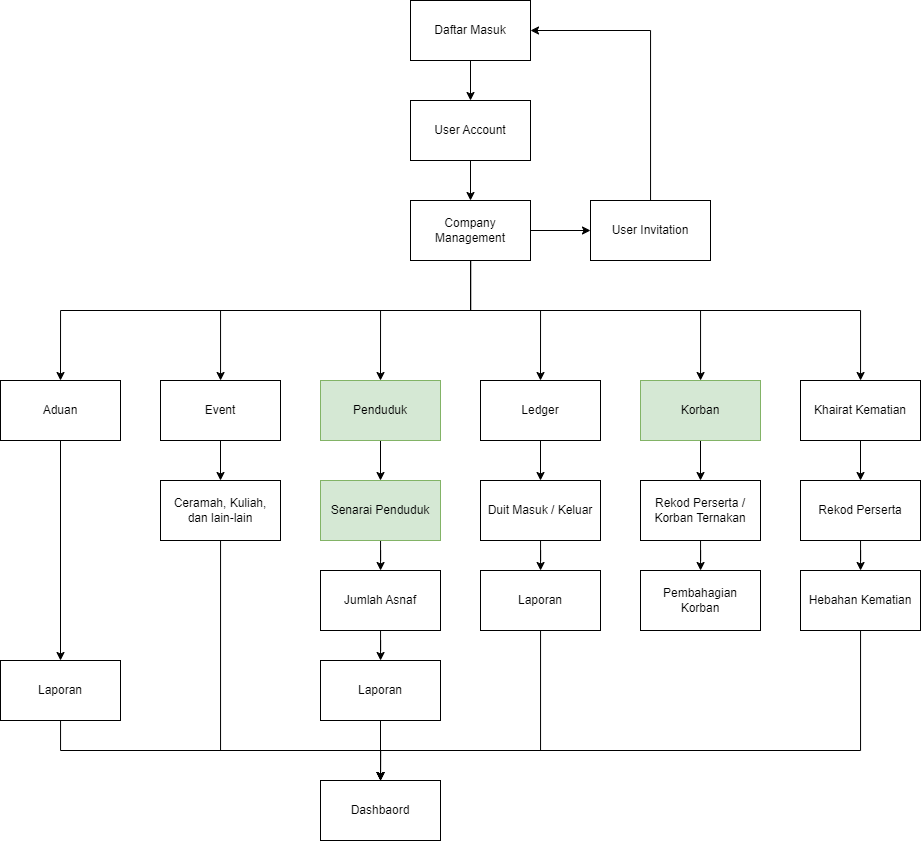 Daftar Masuk
User Account
Company
Management
User Invitation
Aduan
Event
Penduduk
Ledger
Korban
Khairat Kematian
Ceramah, Kuliah,
dan lain-lain
Senarai Penduduk
Duit Masuk / Keluar
Rekod Perserta /
Korban Ternakan
Rekod Perserta
Jumlah Asnaf
Laporan
Pembahagian
Korban
Hebahan Kematian
Laporan
Laporan
Dashbaord